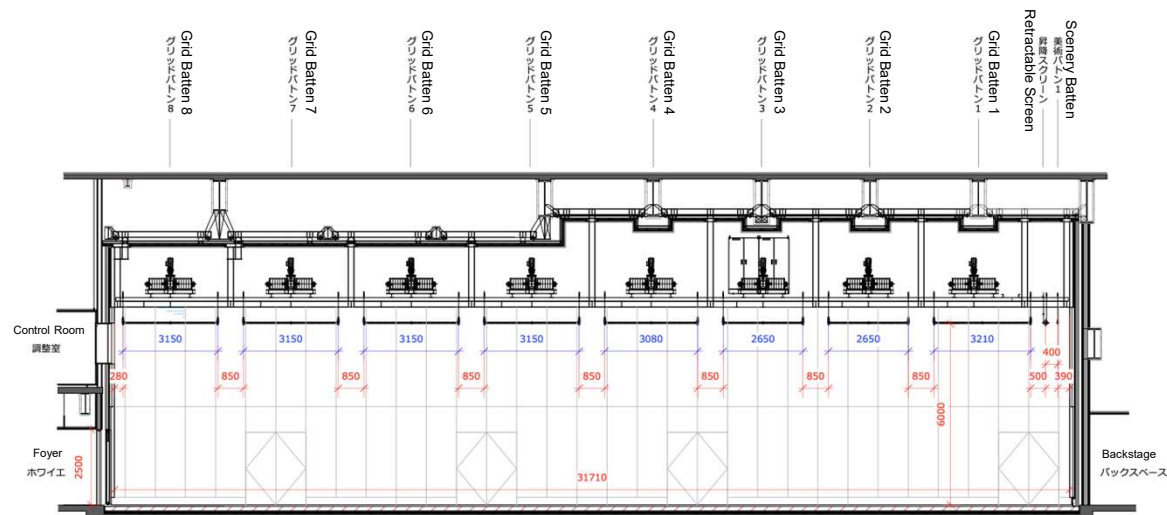 Grid Batten 8
グリッドバトン8
Grid Batten 7
グリッドバトン7
Grid Batten 6
グリッドバトン6
Grid Batten 5
グリッドバトン5
Grid Batten 4
グリッドバトン4
Grid Batten 3
グリッドバトン3
Grid Batten 2
グリッドバトン2
Grid Batten 1
グリッドバトン1
Retractable Screen
昇降スクリーン
美術バトン1
Scenery Batten
Control Room
調整室
3150
3150
3150
3150
3080
2650
2650
3210
400
280
850
850
850
850
850
850
850
500
390
6000
Foyer
ホワイエ
2500
31710
Backstage
バックスペース